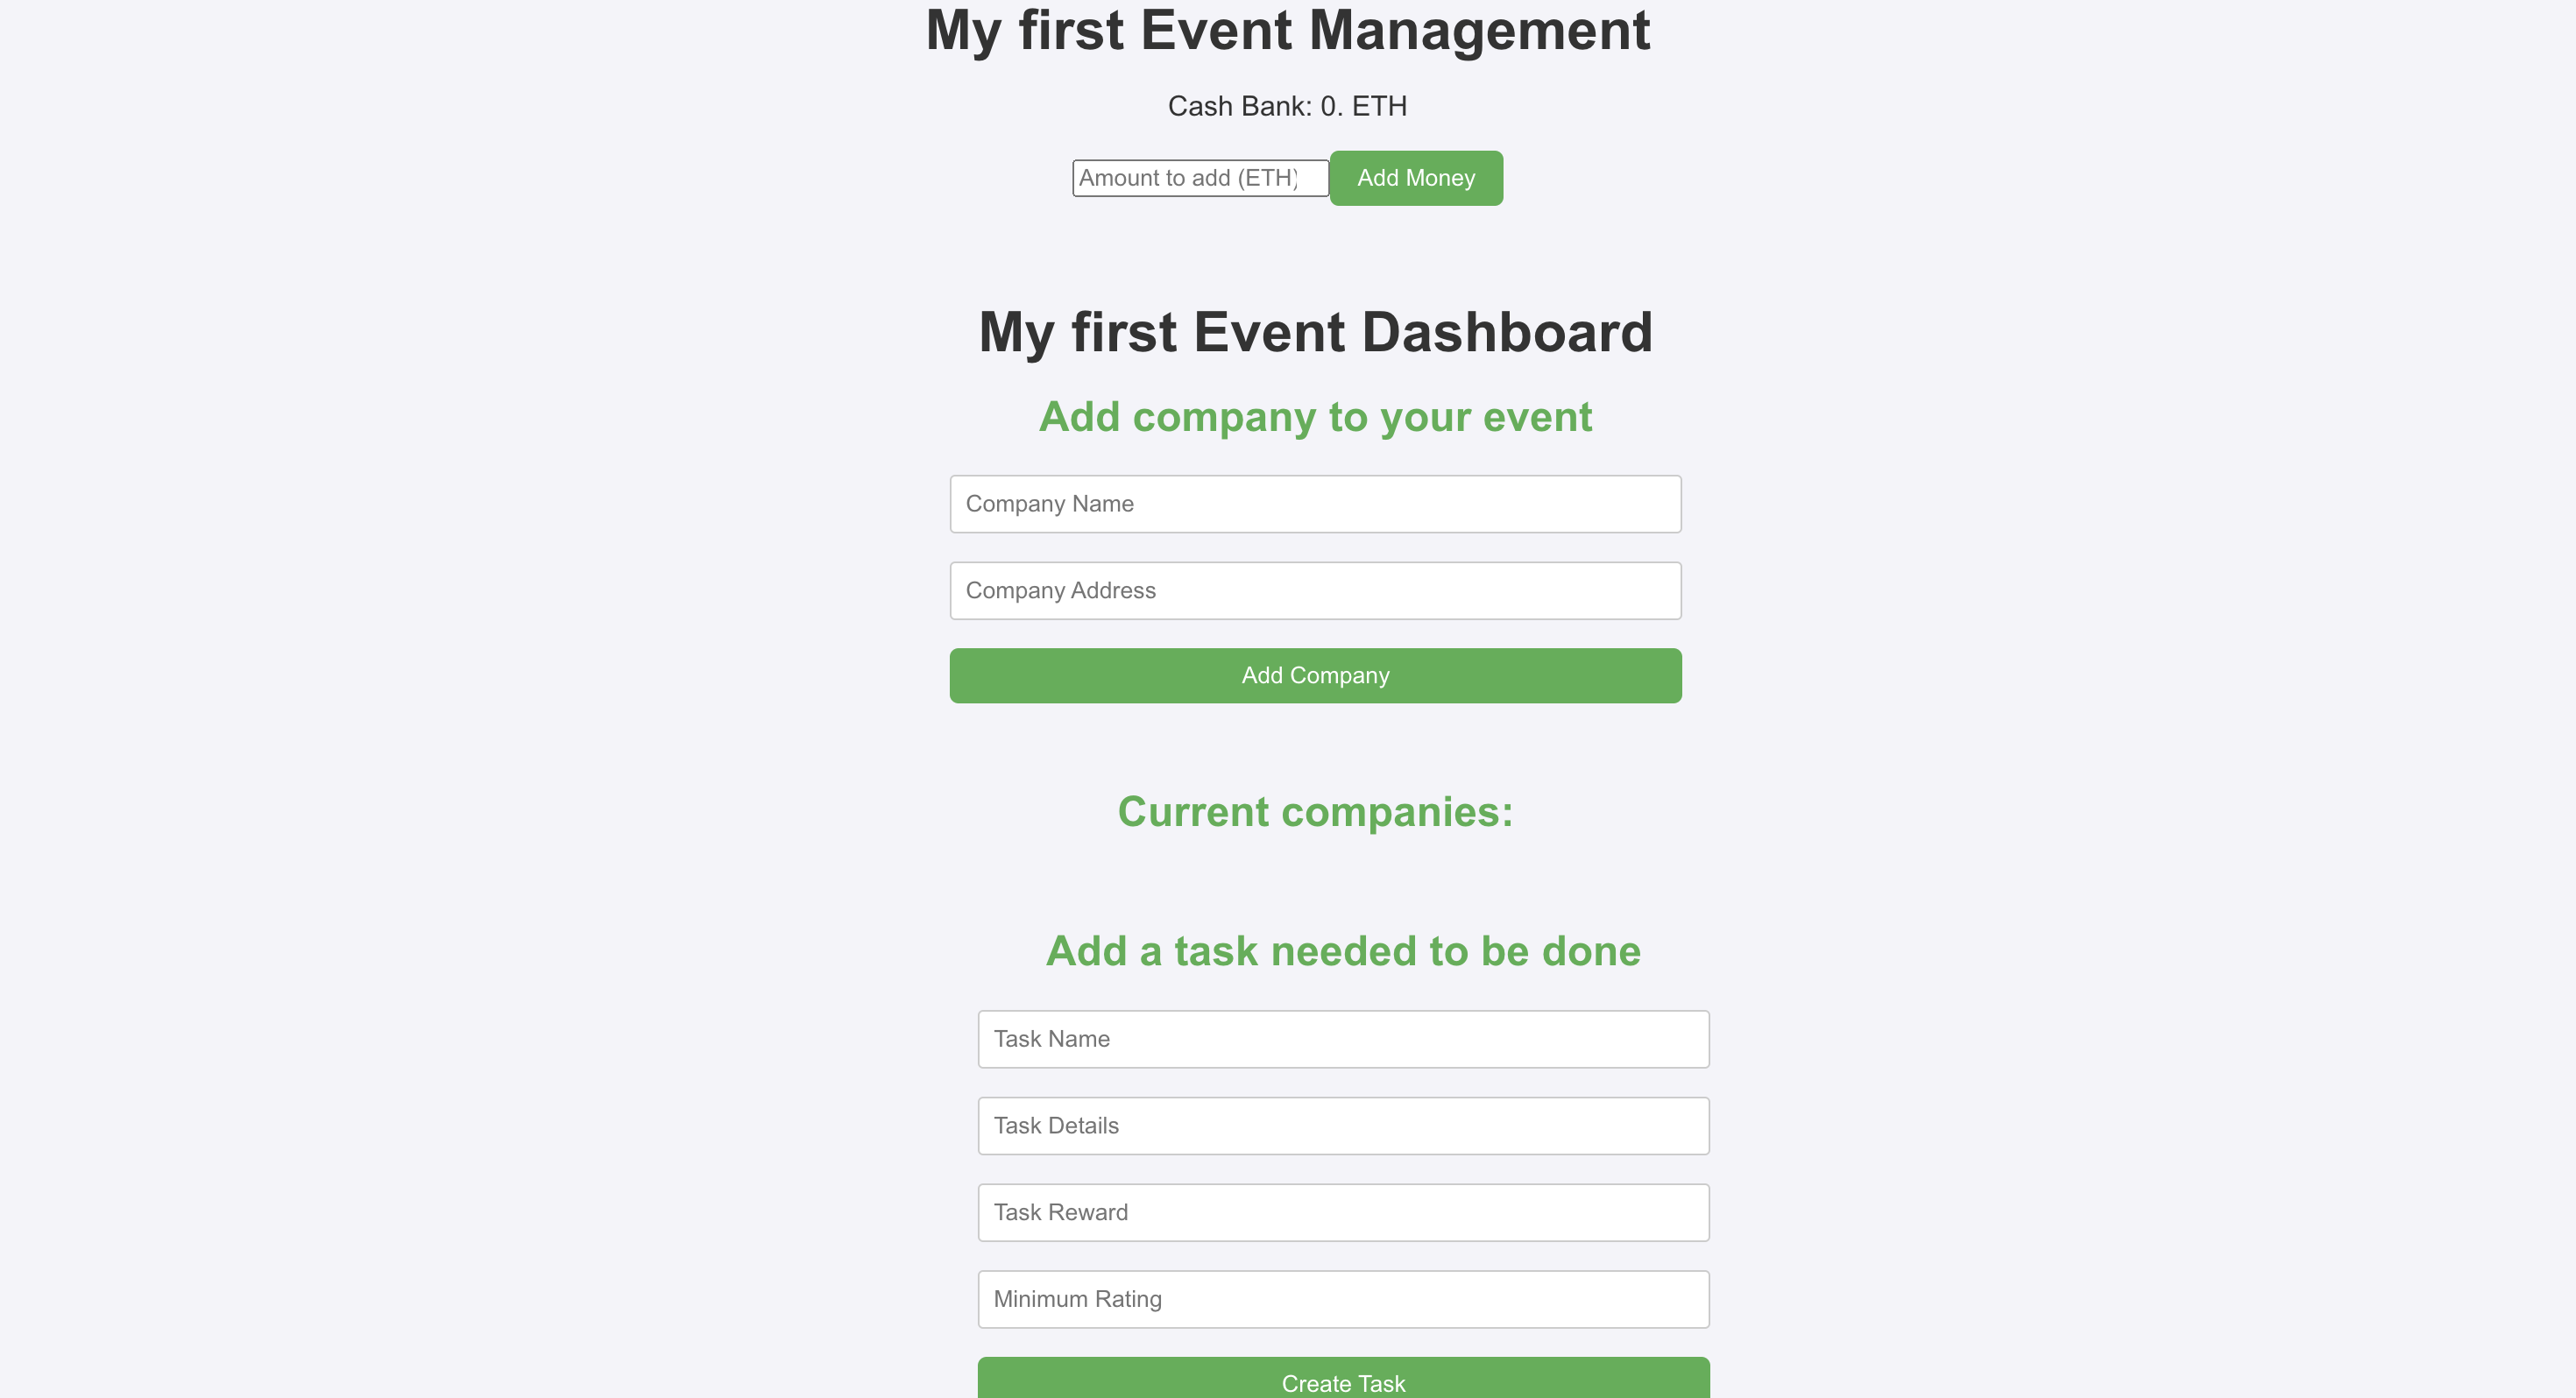 My first Event Management
Cash Bank: 0. ETH
Amount to add (ETH) Add Money
My first Event Dashboard
Add company to your event
Company Name
Company Address
Add Company
Current companies:
Add a task needed to be done
Task Name
Task Details
Task Reward
Minimum Rating
Create Task